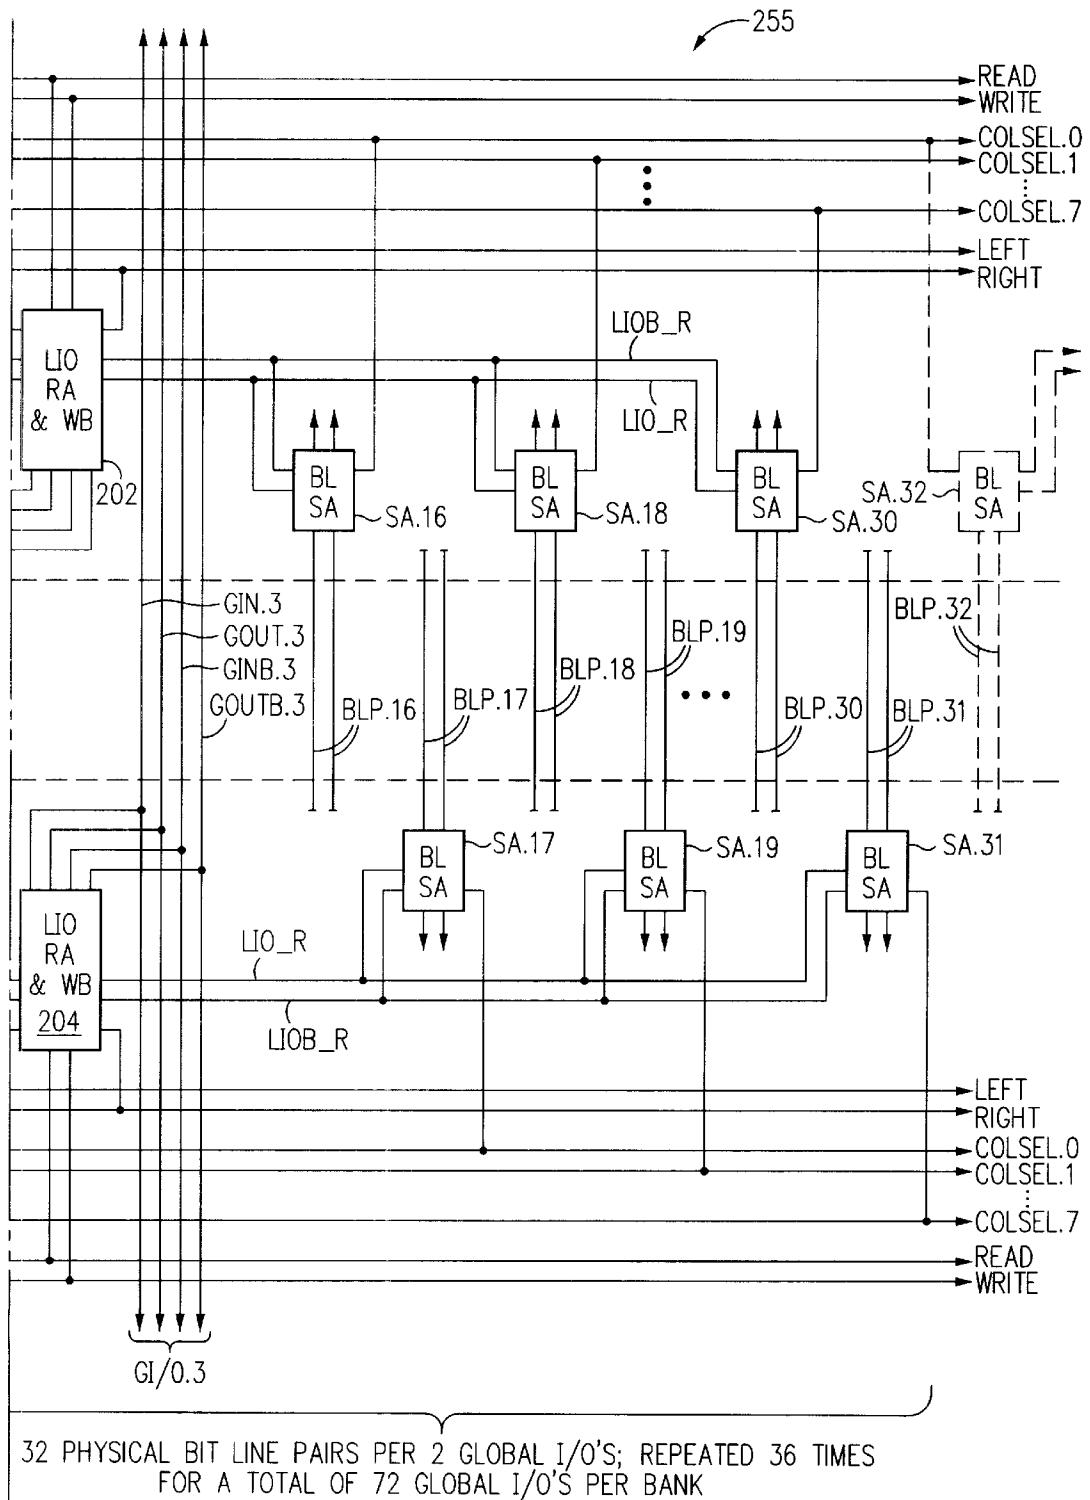 255
READ
WRITE
COLSEL.0
COLSEL.1
COLSEL.7
LEFT
RIGHT
LIO
RA
& WB
202
LIOB_R
LIO_R
BL
SA
SA.16
BL
SA
SA.18
BL
SA
SA.30
BL
SA
SA.32
GIN.3
GOUT.3
GINB.3
GOUTB.3
BLP.16
BLP.17
BLP.18
BLP.19
BLP.30
BLP.31
BLP.32
LIO
RA
& WB
204
BL
SA
SA.17
BL
SA
SA.19
BL
SA
SA.31
LIO_R
LIOB_R
LEFT
RIGHT
COLSEL.0
COLSEL.1
COLSEL.7
READ
WRITE
GI/O.3
32 PHYSICAL BIT LINE PAIRS PER 2 GLOBAL I/O'S; REPEATED 36 TIMES
FOR A TOTAL OF 72 GLOBAL I/O'S PER BANK